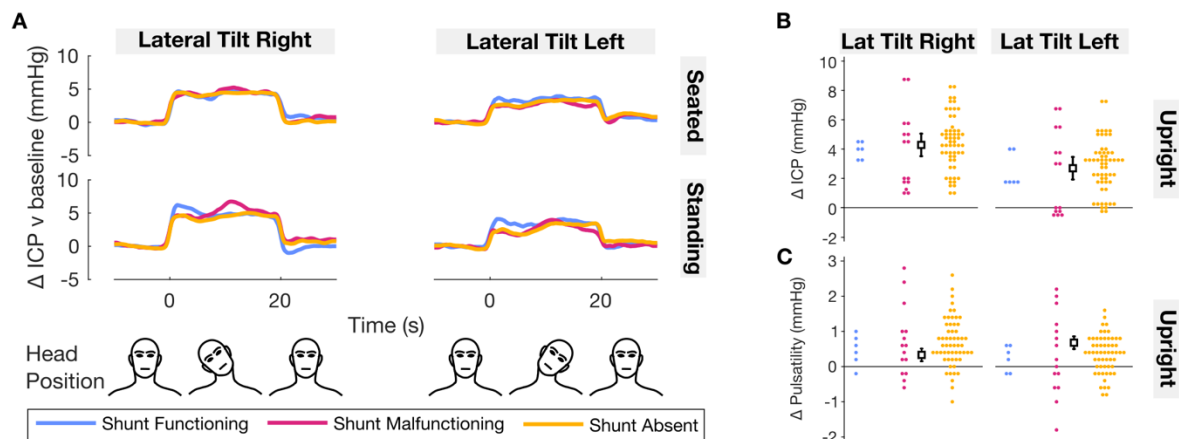 A
Lateral Tilt Right
Lateral Tilt Left
Δ ICP v baseline (mmHg)
10
5
0
-5
Seated
10
5
0
-5
Standing
0
20
0
20
Time (s)
Head
Position
Shunt Functioning
Shunt Malfunctioning
Shunt Absent
B
Lat Tilt Right
Lat Tilt Left
Δ ICP (mmHg)
10
8
6
4
2
0
-2
Upright
C
Δ Pulsatility (mmHg)
3
2
1
0
-1
-2
Upright